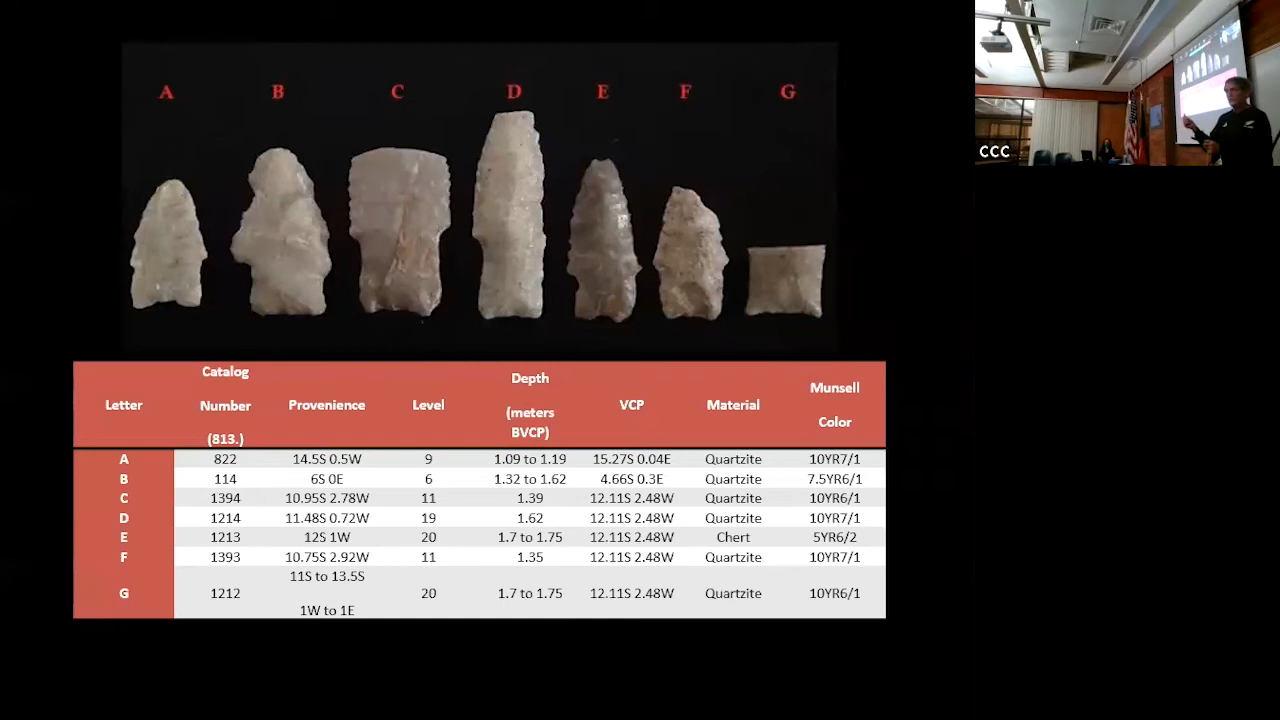 A B C D E F G
CCC
Letter Catalog Number (813.) Provenience Level Depth (meters BVCP) VCP Material Munsell Color
A 822 14.5S 0.5W 9 1.09 to 1.19 15.27S 0.04E Quartzite 10YR7/1
B 114 6S 0E 6 1.32 to 1.62 4.66S 0.3E Quartzite 7.5YR6/1
C 1394 10.95S 2.78W 11 1.39 12.11S 2.48W Quartzite 10YR6/1
D 1214 11.48S 0.72W 19 1.62 12.11S 2.48W Quartzite 10YR7/1
E 1213 12S 1W 20 1.7 to 1.75 12.11S 2.48W Chert 5YR6/2
F 1393 10.75S 2.92W 11 1.35 12.11S 2.48W Quartzite 10YR7/1
G 1212 11S to 13.5S 1W to 1E 20 1.7 to 1.75 12.11S 2.48W Quartzite 10YR6/1